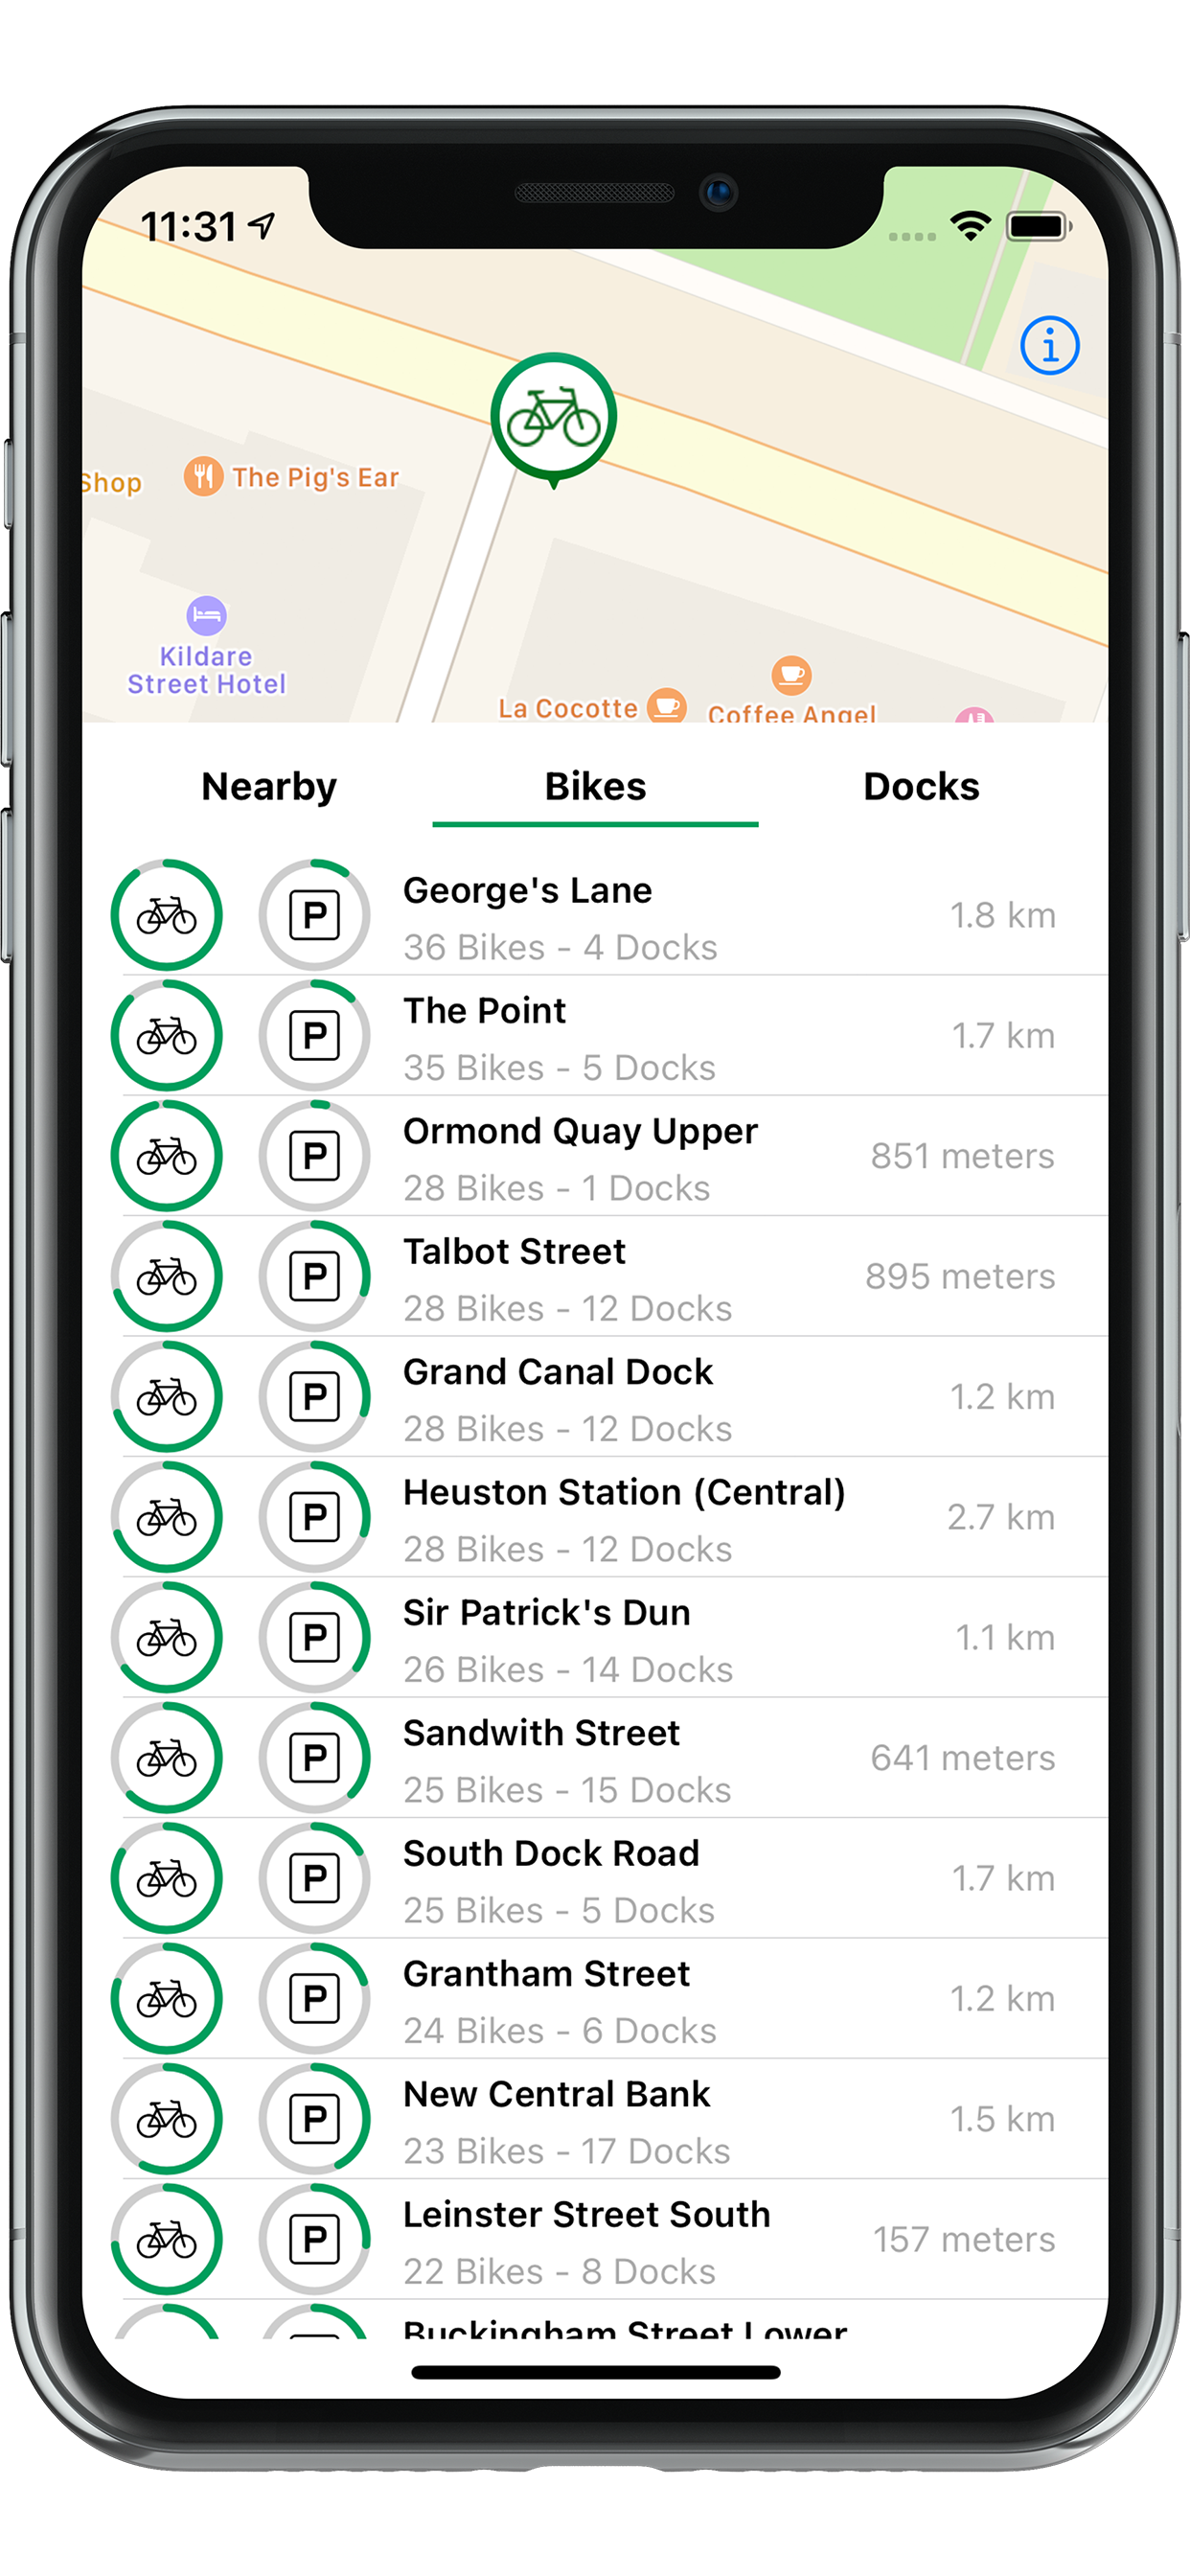 11:31
Shop
The Pig's Ear
Kildare
Street Hotel
La Cocotte
Coffee Angel
Nearby Bikes Docks
P
George's Lane
36 Bikes - 4 Docks
1.8 km
P
The Point
35 Bikes - 5 Docks
1.7 km
P
Ormond Quay Upper
28 Bikes - 1 Docks
851 meters
P
Talbot Street
28 Bikes - 12 Docks
895 meters
P
Grand Canal Dock
28 Bikes - 12 Docks
1.2 km
P
Heuston Station (Central)
28 Bikes - 12 Docks
2.7 km
P
Sir Patrick's Dun
26 Bikes - 14 Docks
1.1 km
P
Sandwith Street
25 Bikes - 15 Docks
641 meters
P
South Dock Road
25 Bikes - 5 Docks
1.7 km
P
Grantham Street
24 Bikes - 6 Docks
1.2 km
P
New Central Bank
23 Bikes - 17 Docks
1.5 km
P
Leinster Street South
22 Bikes - 8 Docks
157 meters
Buckingham Street Lower